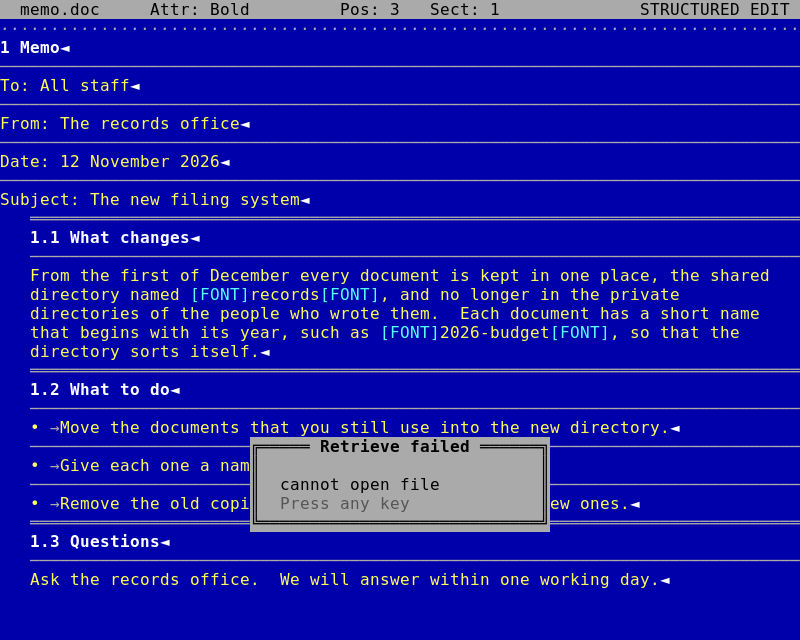 memo.doc Attr: Bold Pos: 3 Sect: 1 STRUCTURED EDIT
1 Memo◄
To: All staff◄
From: The records office◄
Date: 12 November 2026◄
Subject: The new filing system◄
1.1 What changes◄
From the first of December every document is kept in one place, the shared
directory named [FONT]records[FONT], and no longer in the private
directories of the people who wrote them.  Each document has a short name
that begins with its year, such as [FONT]2026-budget[FONT], so that the
directory sorts itself.◄
1.2 What to do◄
• →Move the documents that you still use into the new directory.◄
Retrieve failed
• →Give each one a nam
cannot open file
• →Remove the old copi
Press any key
ew ones.◄
1.3 Questions◄
Ask the records office.  We will answer within one working day.◄